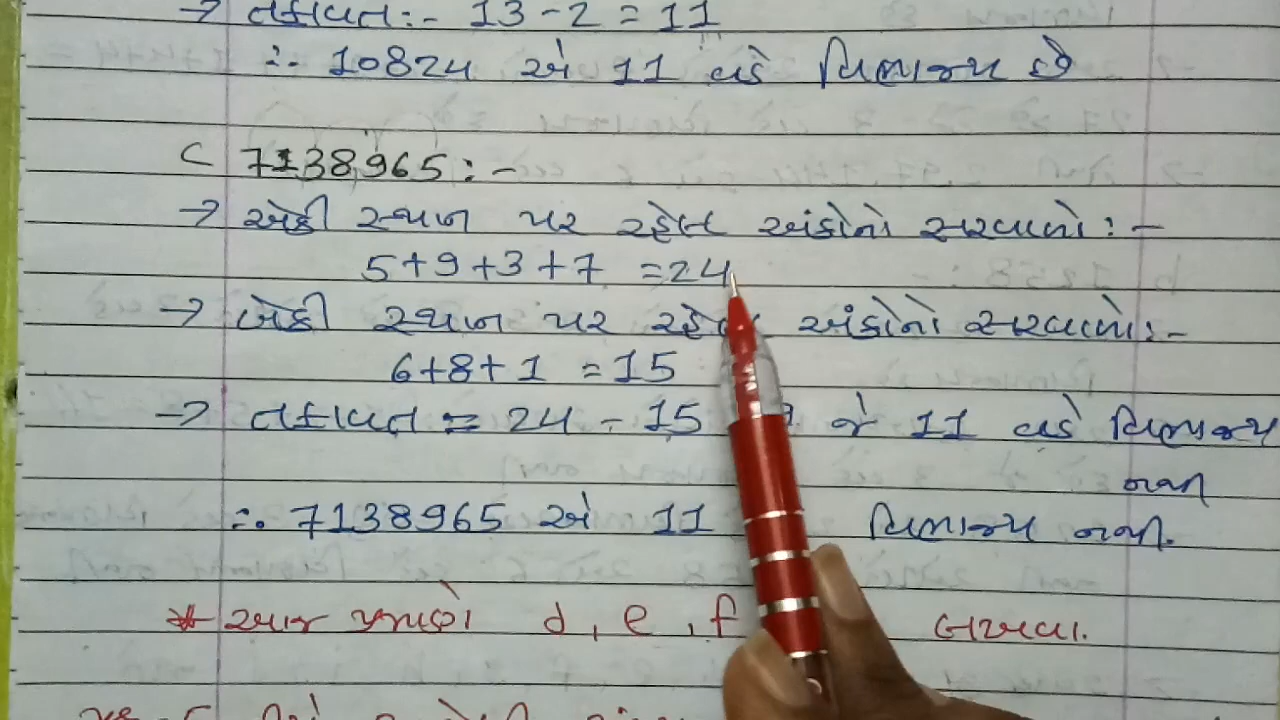 → તફાવત:- 13-2=11
∴ 10824 એ 11 વડે વિભાજ્ય છે
C 7138965:-
→ એકી સ્થાન પર રહેલ અંકોનો સરવાળો:-
5+9+3+7 =24
→ બેકી સ્થાન પર રહેલ અંકોનો સરવાળો:-
6+8+1 =15
→ તફાવત = 24-15 જે 11 વડે વિભાજ્ય
નથી
∴ 7138965 એ 11 વિભાજ્ય નથી.
* આજ પ્રમાણે d, e, f ગણવા.